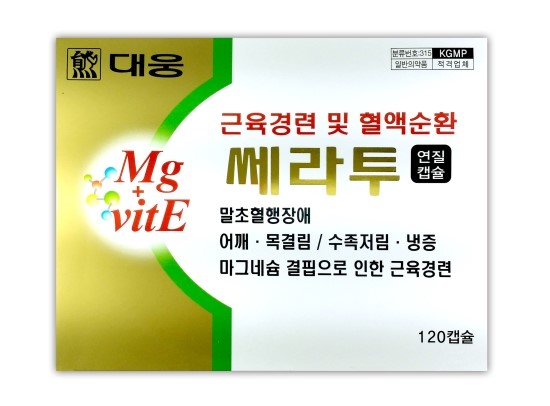 대웅
분류번호:315 KGMP
일반의약품 적격업체
근육경련 및 혈액순환
쎄라투 연질캡슐
Mg
+
vitE
말초혈행장애
어깨 · 목결림 / 수족저림 · 냉증
마그네슘 결핍으로 인한 근육경련
120캡슐